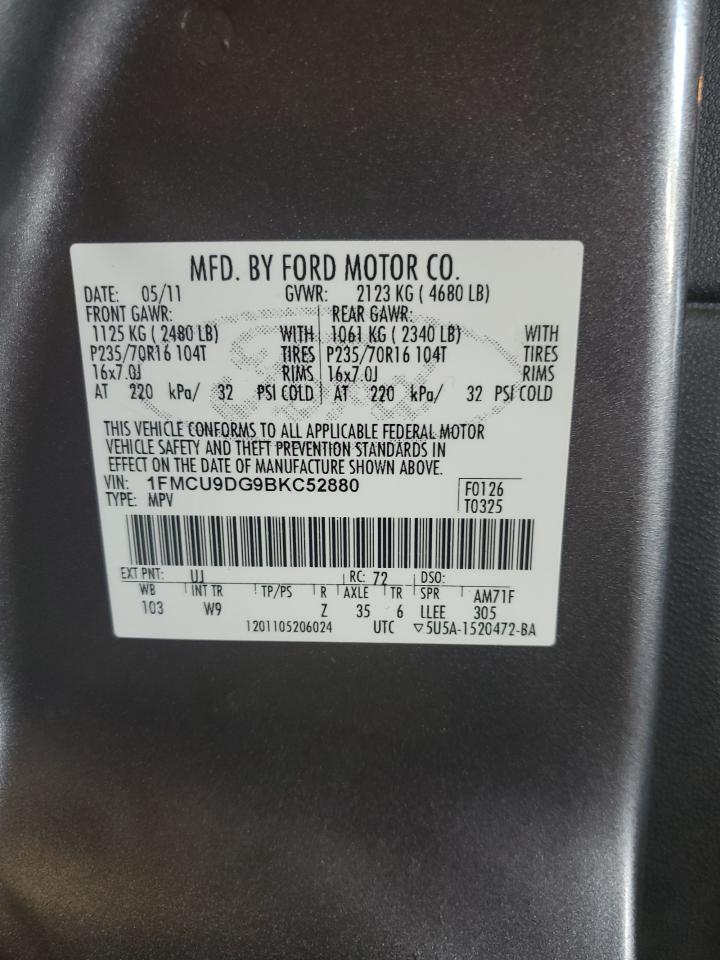 MFD. BY FORD MOTOR CO.
DATE: 05/11 GVWR: 2123 KG ( 4680 LB)
FRONT GAWR: REAR GAWR:
1125 KG ( 2480 LB) WITH 1061 KG ( 2340 LB) WITH
P235/70R16 104T TIRES P235/70R16 104T TIRES
16x7.0J RIMS 16x7.0J RIMS
AT 220 kPa/ 32 PSI COLD AT 220 kPa/ 32 PSI COLD
THIS VEHICLE CONFORMS TO ALL APPLICABLE FEDERAL MOTOR
VEHICLE SAFETY AND THEFT PREVENTION STANDARDS IN
EFFECT ON THE DATE OF MANUFACTURE SHOWN ABOVE.
VIN: 1FMCU9DG9BKC52880 F0126
TYPE: MPV T0325
EXT PNT: UJ RC: 72 DSO:
WB INT TR TP/PS R AXLE TR SPR AM71F
103 W9 Z 35 6 LLEE 305
1201105206024 UTC ▽5U5A-1520472-BA